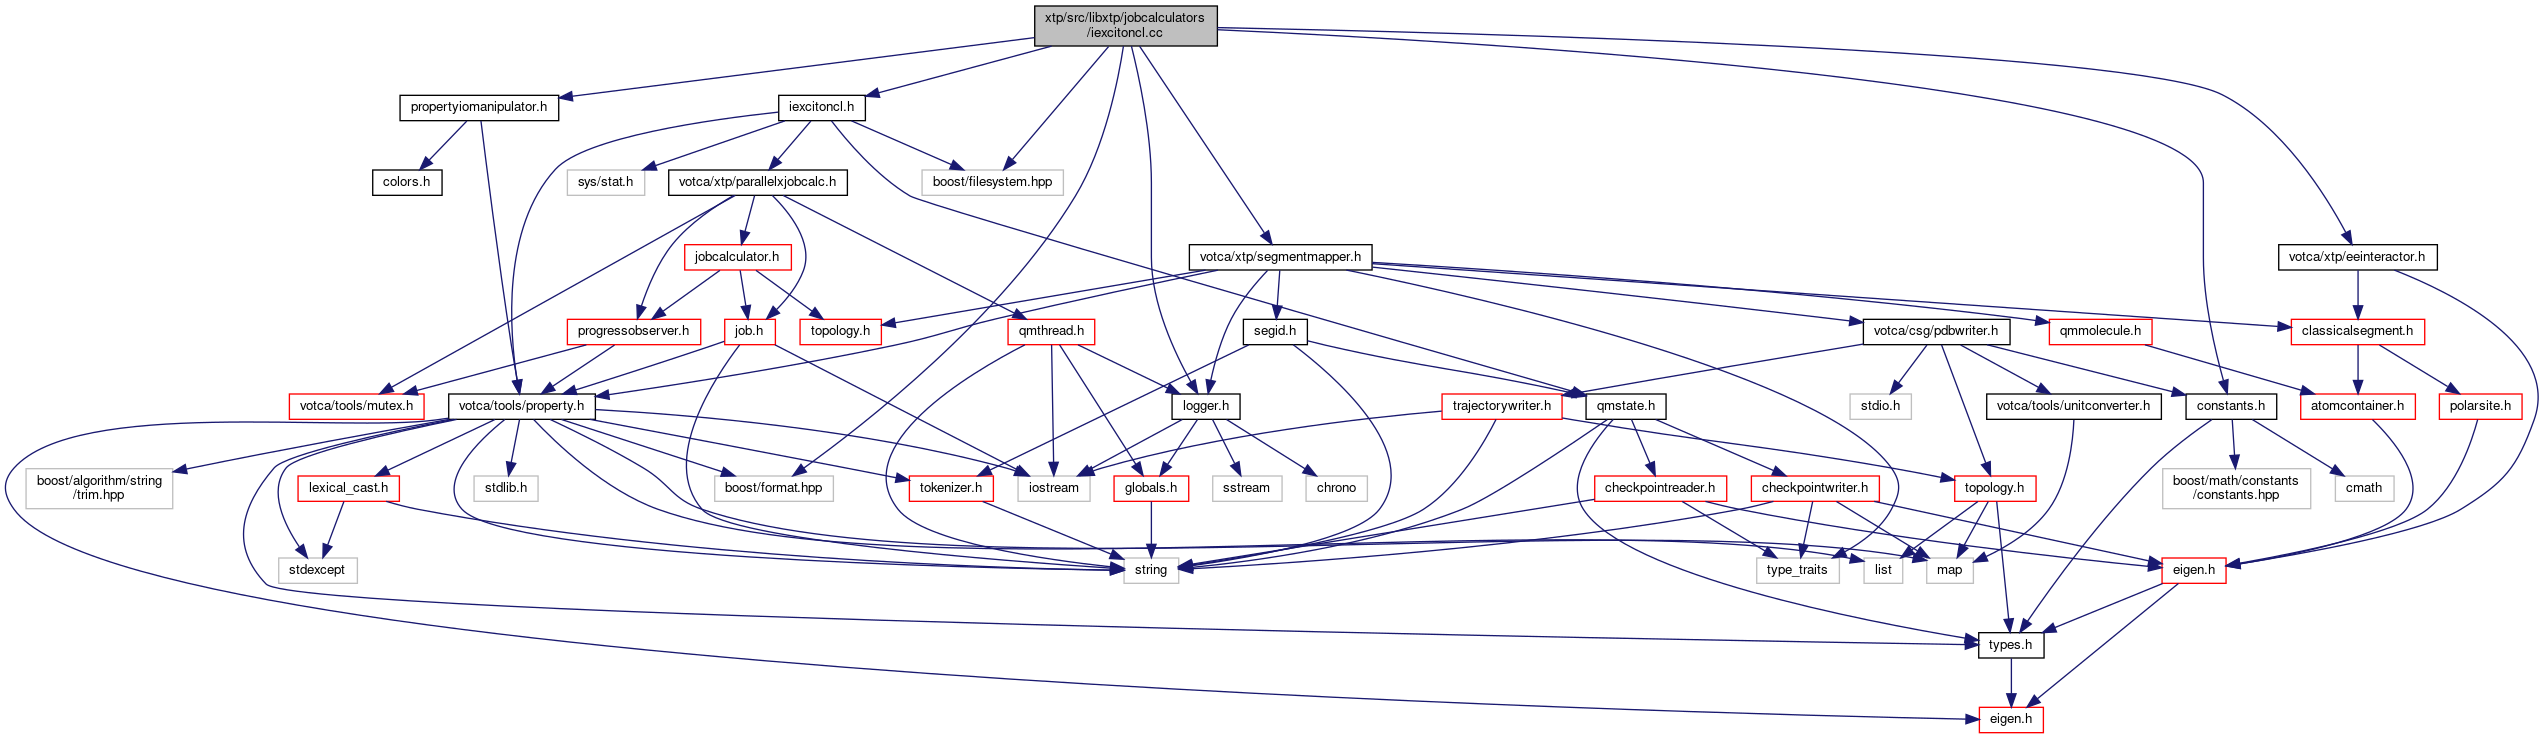 xtp/src/libxtp/jobcalculators
/iexcitoncl.cc
propertyiomanipulator.h
iexcitoncl.h
colors.h
sys/stat.h
votca/xtp/parallelxjobcalc.h
boost/filesystem.hpp
jobcalculator.h
votca/xtp/segmentmapper.h
votca/xtp/eeinteractor.h
progressobserver.h
job.h
topology.h
qmthread.h
segid.h
votca/csg/pdbwriter.h
qmmolecule.h
classicalsegment.h
votca/tools/mutex.h
votca/tools/property.h
logger.h
trajectorywriter.h
qmstate.h
stdio.h
votca/tools/unitconverter.h
constants.h
atomcontainer.h
polarsite.h
boost/algorithm/string
/trim.hpp
lexical_cast.h
stdlib.h
boost/format.hpp
tokenizer.h
iostream
globals.h
sstream
chrono
checkpointreader.h
checkpointwriter.h
topology.h
boost/math/constants
/constants.hpp
cmath
stdexcept
string
type_traits
list
map
eigen.h
types.h
eigen.h